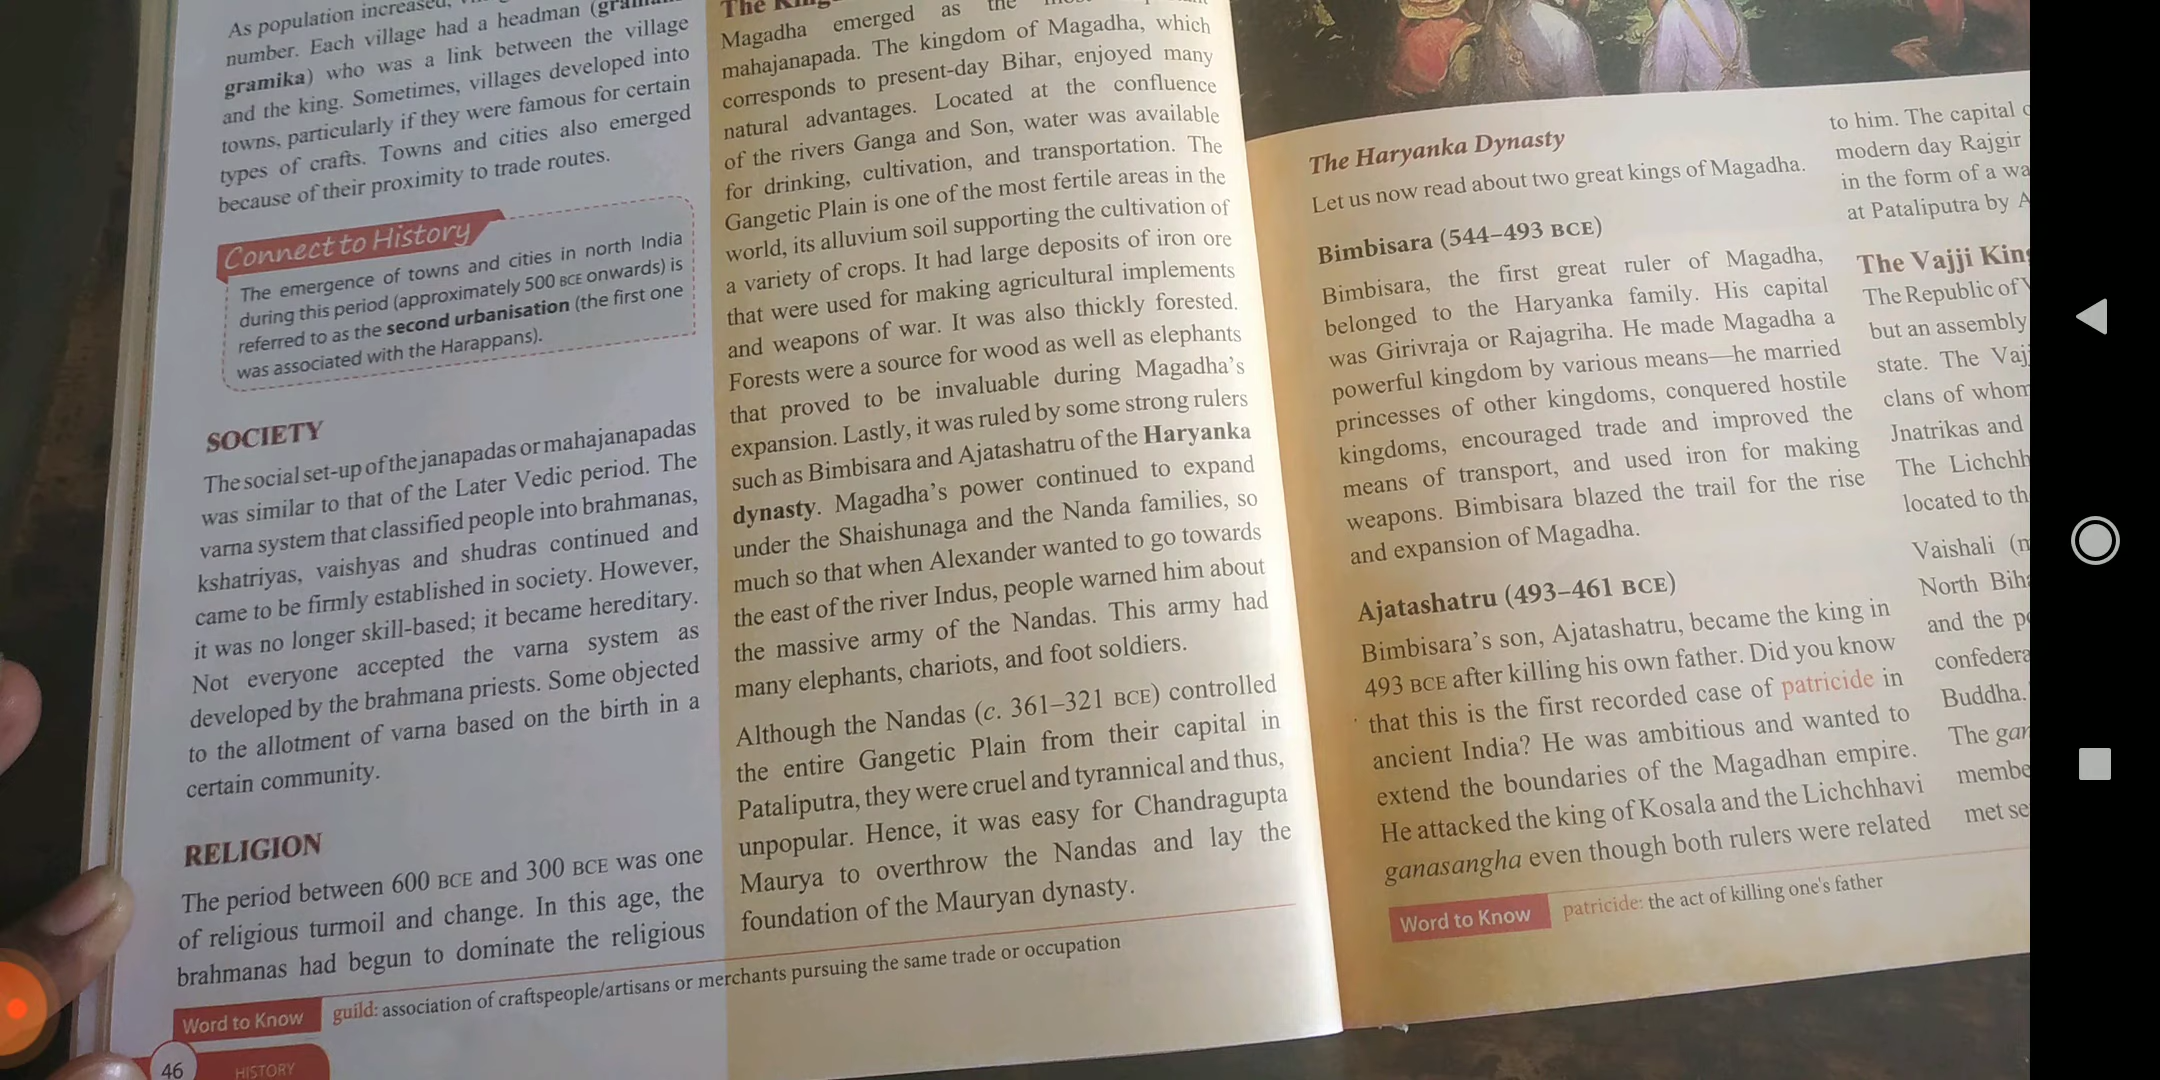 As population increased,
number. Each village had a headman
gramika) who was a link between the village
and the king. Sometimes, villages developed into
towns, particularly if they were famous for certain
types of crafts. Towns and cities also emerged
because of their proximity to trade routes.
Connect to History
The emergence of towns and cities in north India
during this period (approximately 500 BCE onwards) is
referred to as the second urbanisation (the first one
was associated with the Harappans).
SOCIETY
The social set-up of the janapadas or mahajanapadas
was similar to that of the Later Vedic period. The
varna system that classified people into brahmanas,
kshatriyas, vaishyas and shudras continued and
came to be firmly established in society. However,
it was no longer skill-based; it became hereditary.
Not everyone accepted the varna system as
developed by the brahmana priests. Some objected
to the allotment of varna based on the birth in a
certain community.
RELIGION
The period between 600 BCE and 300 BCE was one
of religious turmoil and change. In this age, the
brahmanas had begun to dominate the religious
Word to Know guild: association of craftspeople/artisans or merchants pursuing the same trade or occupation
46 HISTORY
The
Magadha emerged as the
mahajanapada. The kingdom of Magadha, which
corresponds to present-day Bihar, enjoyed many
natural advantages. Located at the confluence
of the rivers Ganga and Son, water was available
for drinking, cultivation, and transportation. The
Gangetic Plain is one of the most fertile areas in the
world, its alluvium soil supporting the cultivation of
a variety of crops. It had large deposits of iron ore
that were used for making agricultural implements
and weapons of war. It was also thickly forested.
Forests were a source for wood as well as elephants
that proved to be invaluable during Magadha's
expansion. Lastly, it was ruled by some strong rulers
such as Bimbisara and Ajatashatru of the Haryanka
dynasty. Magadha's power continued to expand
under the Shaishunaga and the Nanda families, so
much so that when Alexander wanted to go towards
the east of the river Indus, people warned him about
the massive army of the Nandas. This army had
many elephants, chariots, and foot soldiers.
Although the Nandas (c. 361–321 BCE) controlled
the entire Gangetic Plain from their capital in
Pataliputra, they were cruel and tyrannical and thus,
unpopular. Hence, it was easy for Chandragupta
Maurya to overthrow the Nandas and lay the
foundation of the Mauryan dynasty.
The Haryanka Dynasty
Let us now read about two great kings of Magadha.
Bimbisara (544–493 BCE)
Bimbisara, the first great ruler of Magadha,
belonged to the Haryanka family. His capital
was Girivraja or Rajagriha. He made Magadha a
powerful kingdom by various means—he married
princesses of other kingdoms, conquered hostile
kingdoms, encouraged trade and improved the
means of transport, and used iron for making
weapons. Bimbisara blazed the trail for the rise
and expansion of Magadha.
Ajatashatru (493–461 BCE)
Bimbisara's son, Ajatashatru, became the king in
493 BCE after killing his own father. Did you know
that this is the first recorded case of patricide in
ancient India? He was ambitious and wanted to
extend the boundaries of the Magadhan empire.
He attacked the king of Kosala and the Lichchhavi
ganasangha even though both rulers were related
Word to Know patricide: the act of killing one's father
to him. The capital
modern day Rajgir
in the form of a
at Pataliputra by
The Vajji
The Republic of
but an assembly
state. The
clans of whom
Jnatrikas and
The
located to
Vaishali
North
and the
Buddha.
The
met